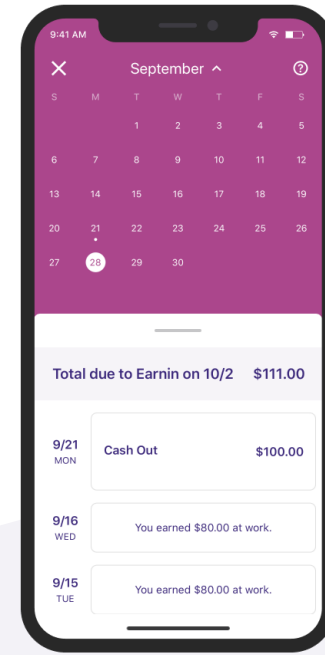 9:41 AM
September
S M T W T F S
1 2 3 4 5
6 7 8 9 10 11 12
13 14 15 16 17 18 19
20 21 22 23 24 25 26
27 28 29 30
Total due to Earnin on 10/2 $111.00
9/21
MON
Cash Out $100.00
9/16
WED
You earned $80.00 at work.
9/15
TUE
You earned $80.00 at work.